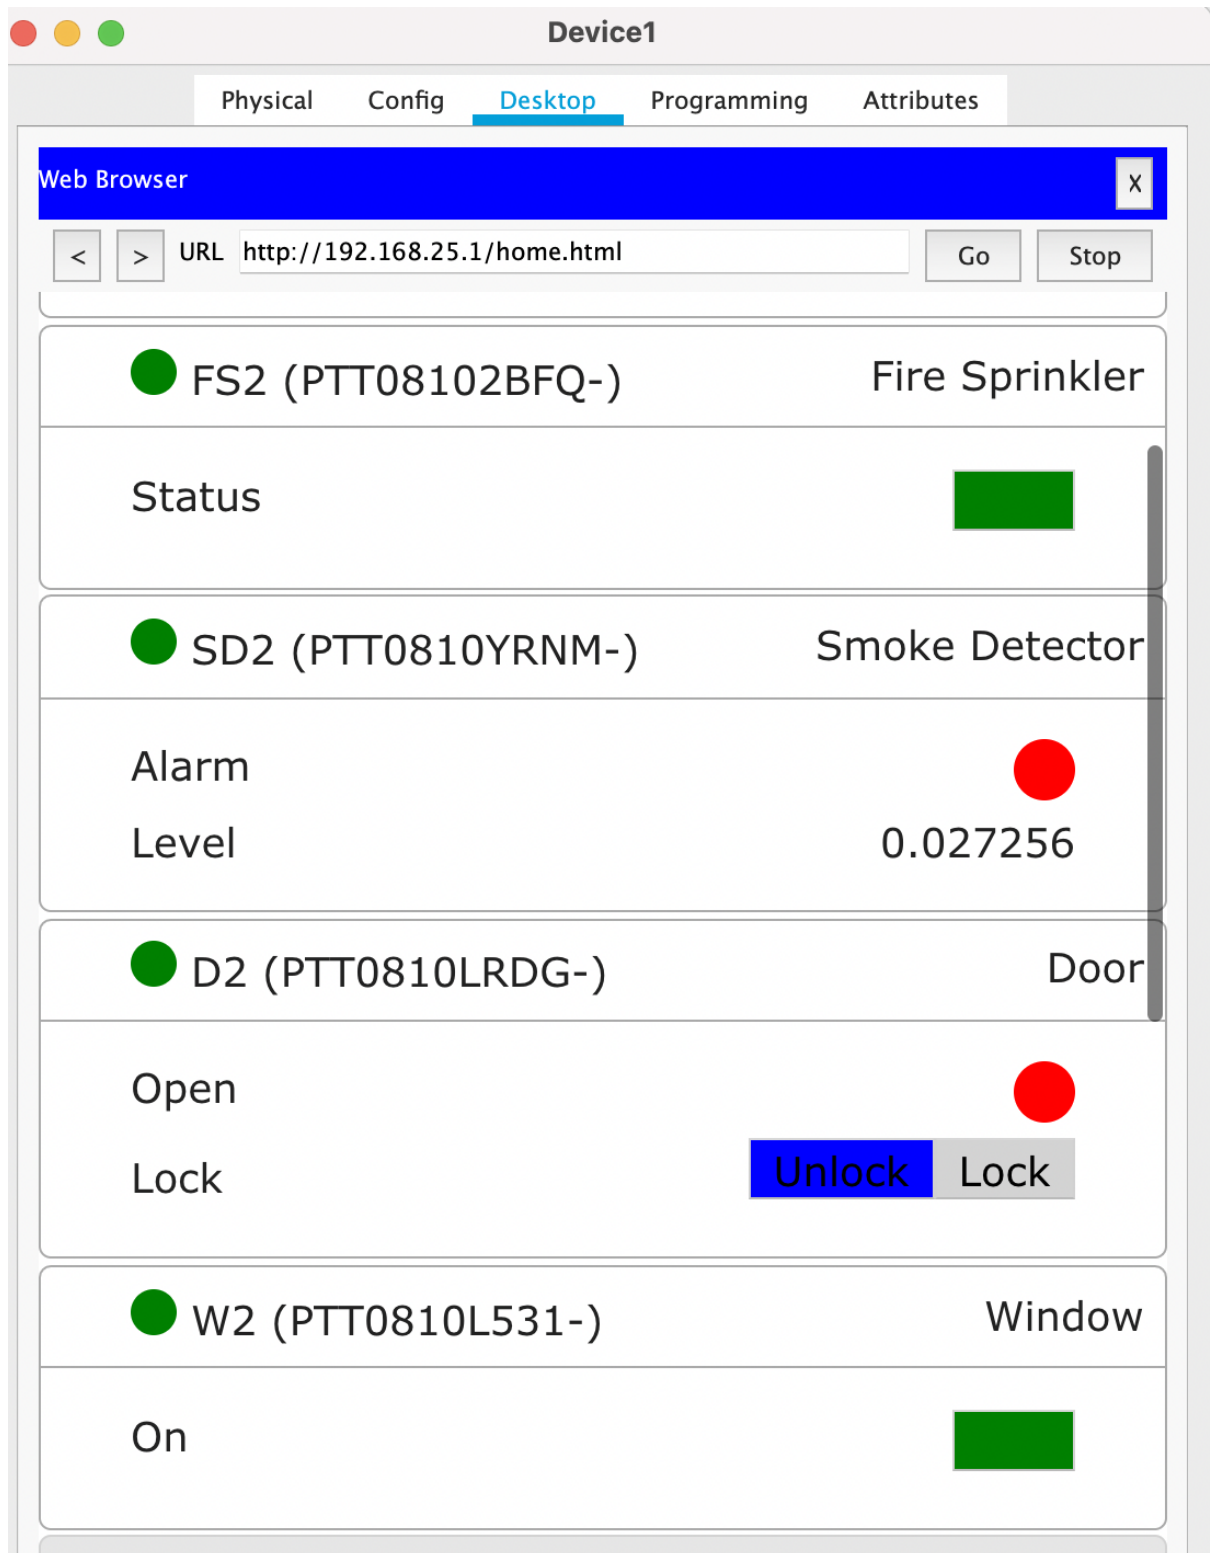 Device1
Physical Config Desktop Programming Attributes
Web Browser X
< > URL http://192.168.25.1/home.html Go Stop
FS2 (PTT08102BFQ-) Fire Sprinkler
Status
SD2 (PTT0810YRNM-) Smoke Detector
Alarm
Level 0.027256
D2 (PTT0810LRDG-) Door
Open
Lock Unlock Lock
W2 (PTT0810L531-) Window
On